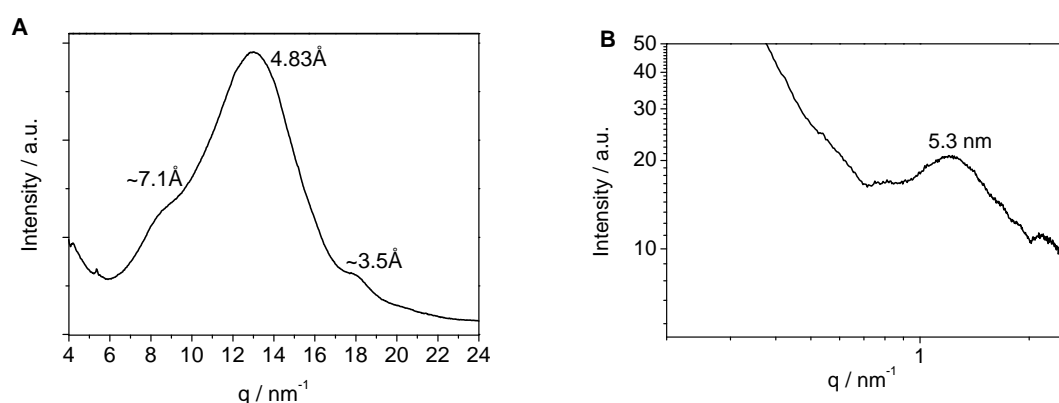 A
4.83Å
~7.1Å
~3.5Å
Intensity / a.u.
4 6 8 10 12 14 16 18 20 22 24
q / nm⁻¹
B
50
40
30
20
10
5.3 nm
Intensity / a.u.
1
q / nm⁻¹